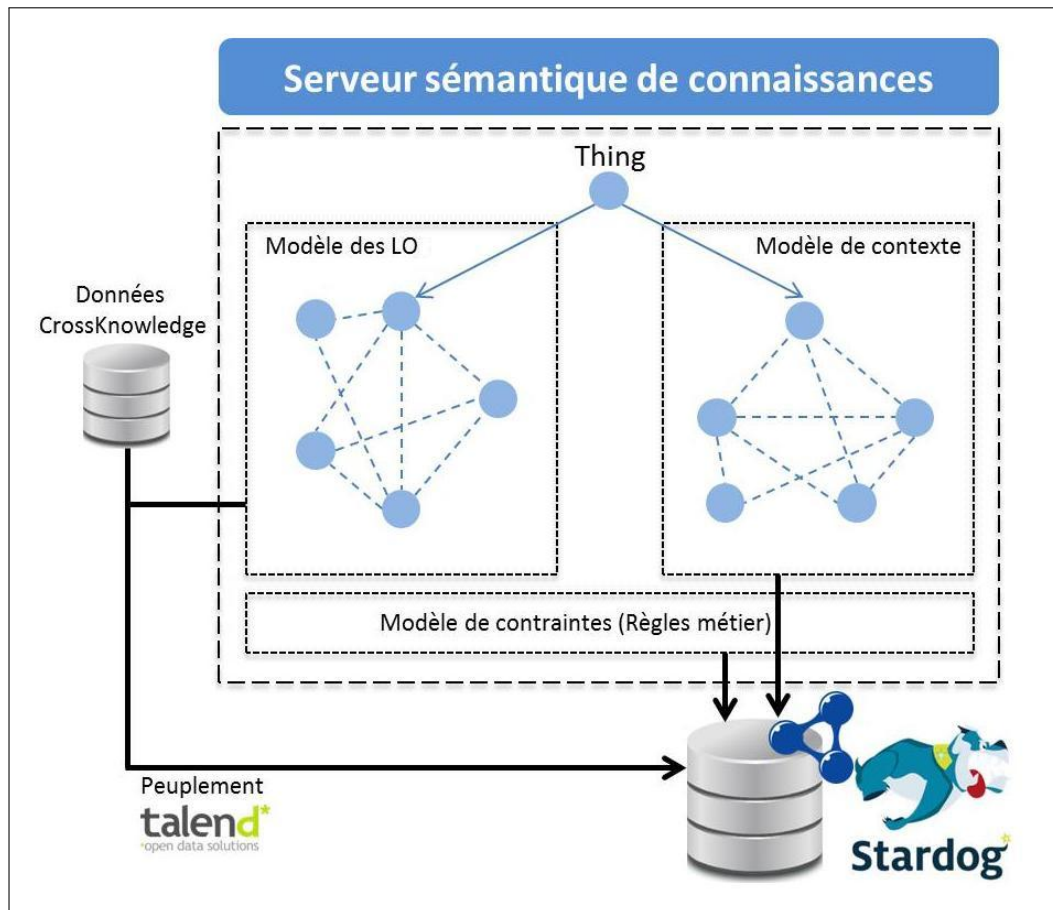 Serveur sémantique de connaissances
Thing
Modèle des LO
Modèle de contexte
Données
CrossKnowledge
Modèle de contraintes (Règles métier)
Peuplement
talend*
*open data solutions
Stardog